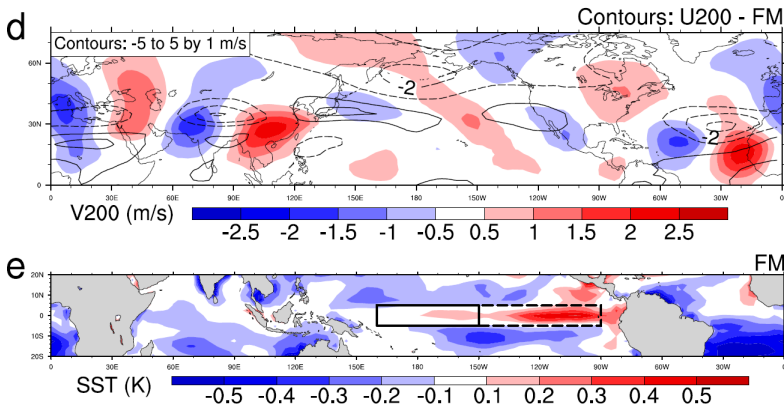 d
Contours: U200 - FM
Contours: -5 to 5 by 1 m/s
60N
30N
0
-2
-2
0 30E 60E 90E 120E 150E 180 150W 120W 90W 60W 30W 0
V200 (m/s)
-2.5 -2 -1.5 -1 -0.5 0.5 1 1.5 2 2.5
e
FM
20N
10N
0
10S
20S
0 30E 60E 90E 120E 150E 180 150W 120W 90W 60W 30W 0
SST (K)
-0.5 -0.4 -0.3 -0.2 -0.1 0.1 0.2 0.3 0.4 0.5